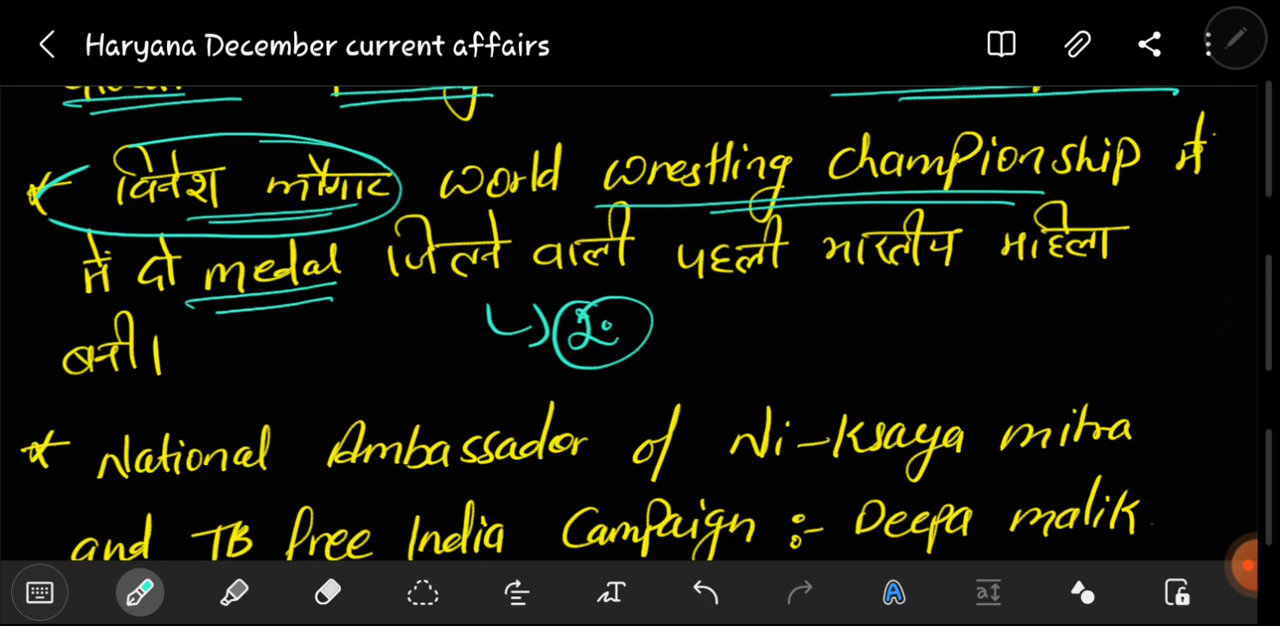 Haryana December current affairs
* विनेश फौगाट world wrestling championship में
में दो medal जितने वाली पहली भारतीय महिला
बनी।
* National Ambassador of Ni-Ksaya mitra
and TB free India Campaign :- Deepa malik